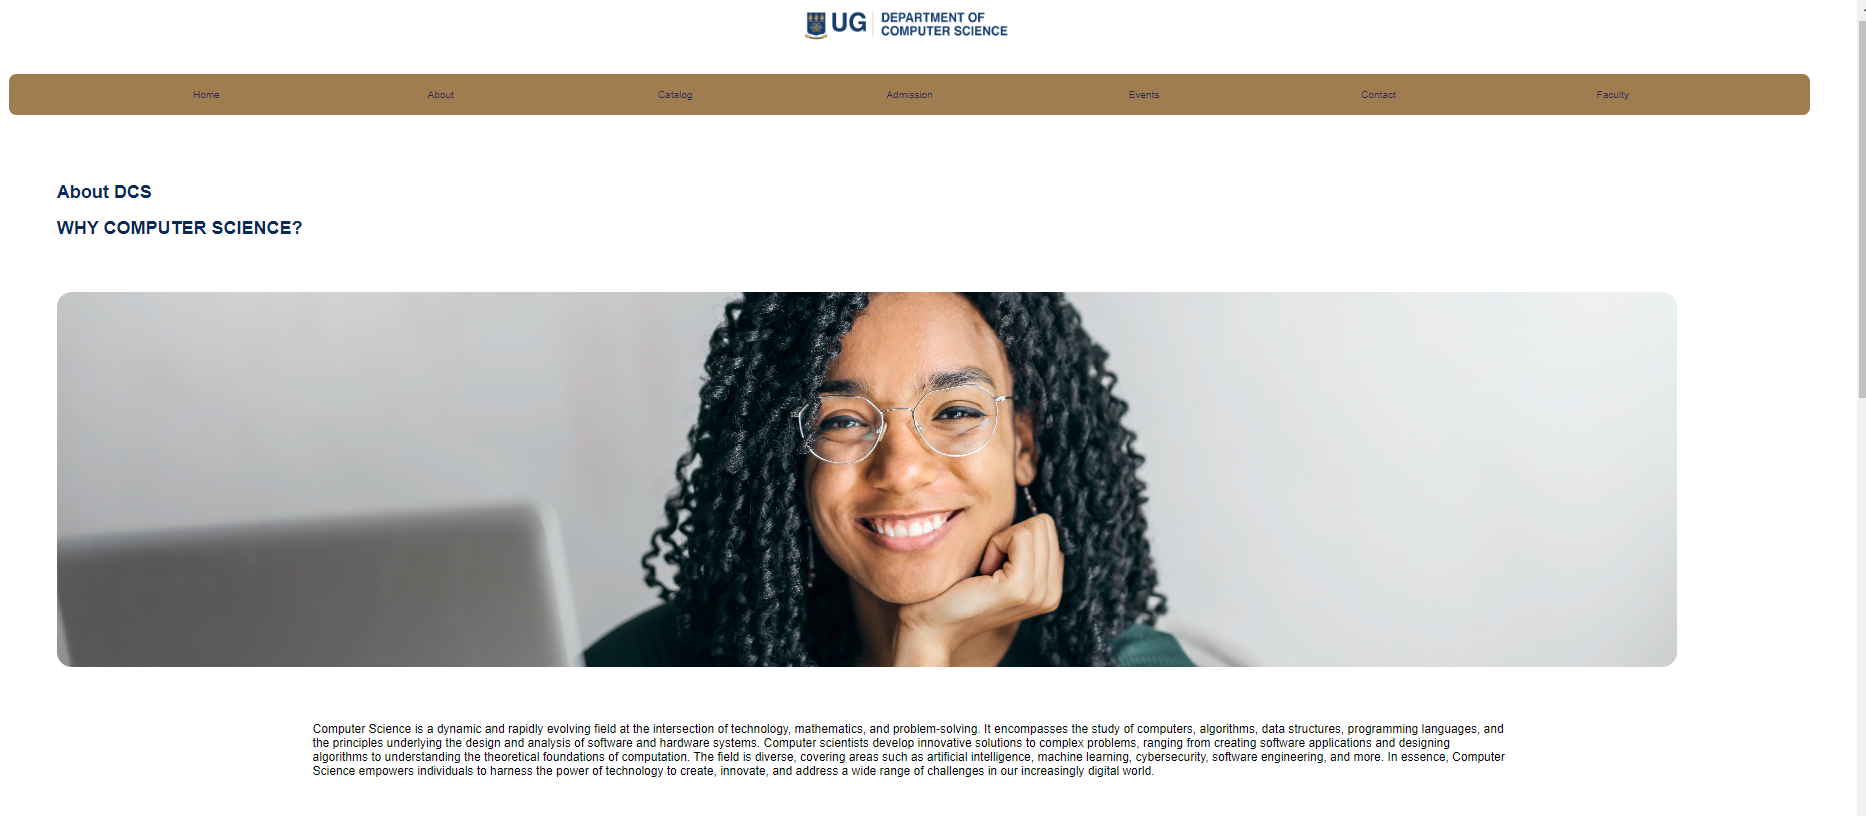 UG DEPARTMENT OF
COMPUTER SCIENCE
Home About Catalog Admission Events Contact Faculty
About DCS
WHY COMPUTER SCIENCE?
Computer Science is a dynamic and rapidly evolving field at the intersection of technology, mathematics, and problem-solving. It encompasses the study of computers, algorithms, data structures, programming languages, and
the principles underlying the design and analysis of software and hardware systems. Computer scientists develop innovative solutions to complex problems, ranging from creating software applications and designing
algorithms to understanding the theoretical foundations of computation. The field is diverse, covering areas such as artificial intelligence, machine learning, cybersecurity, software engineering, and more. In essence, Computer
Science empowers individuals to harness the power of technology to create, innovate, and address a wide range of challenges in our increasingly digital world.